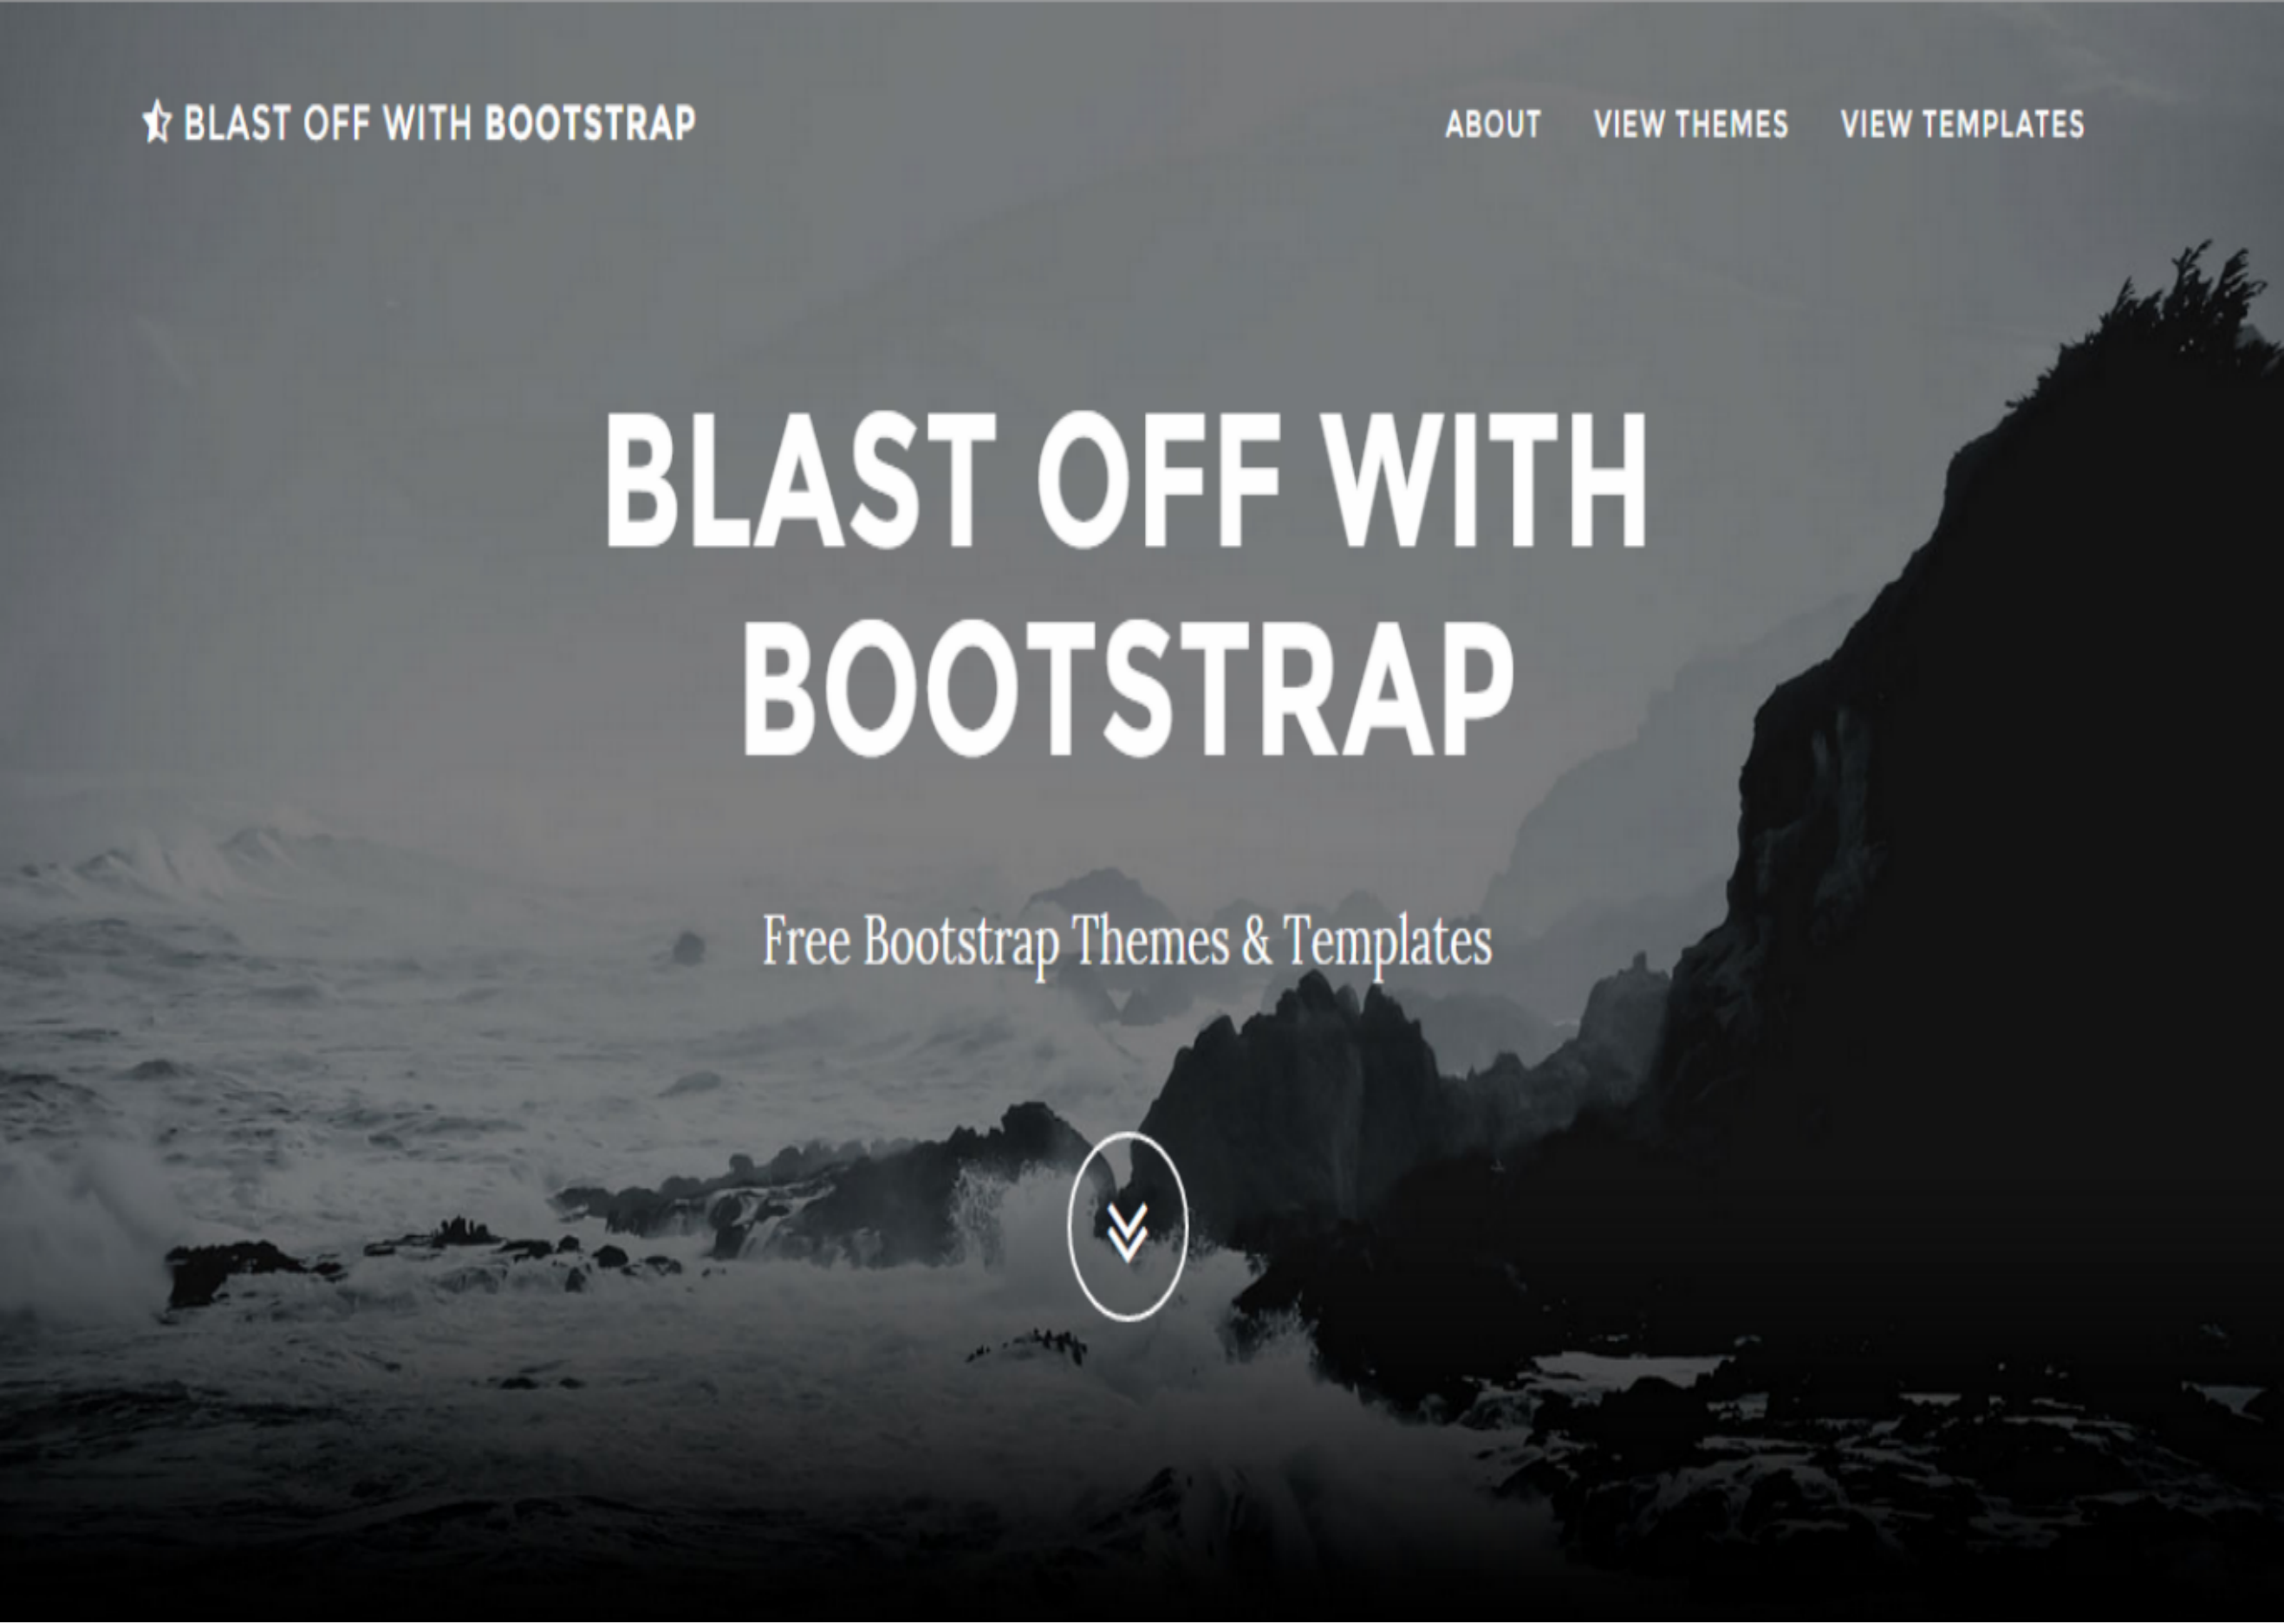 BLAST OFF WITH BOOTSTRAP
ABOUT VIEW THEMES VIEW TEMPLATES
BLAST OFF WITH
BOOTSTRAP
Free Bootstrap Themes & Templates